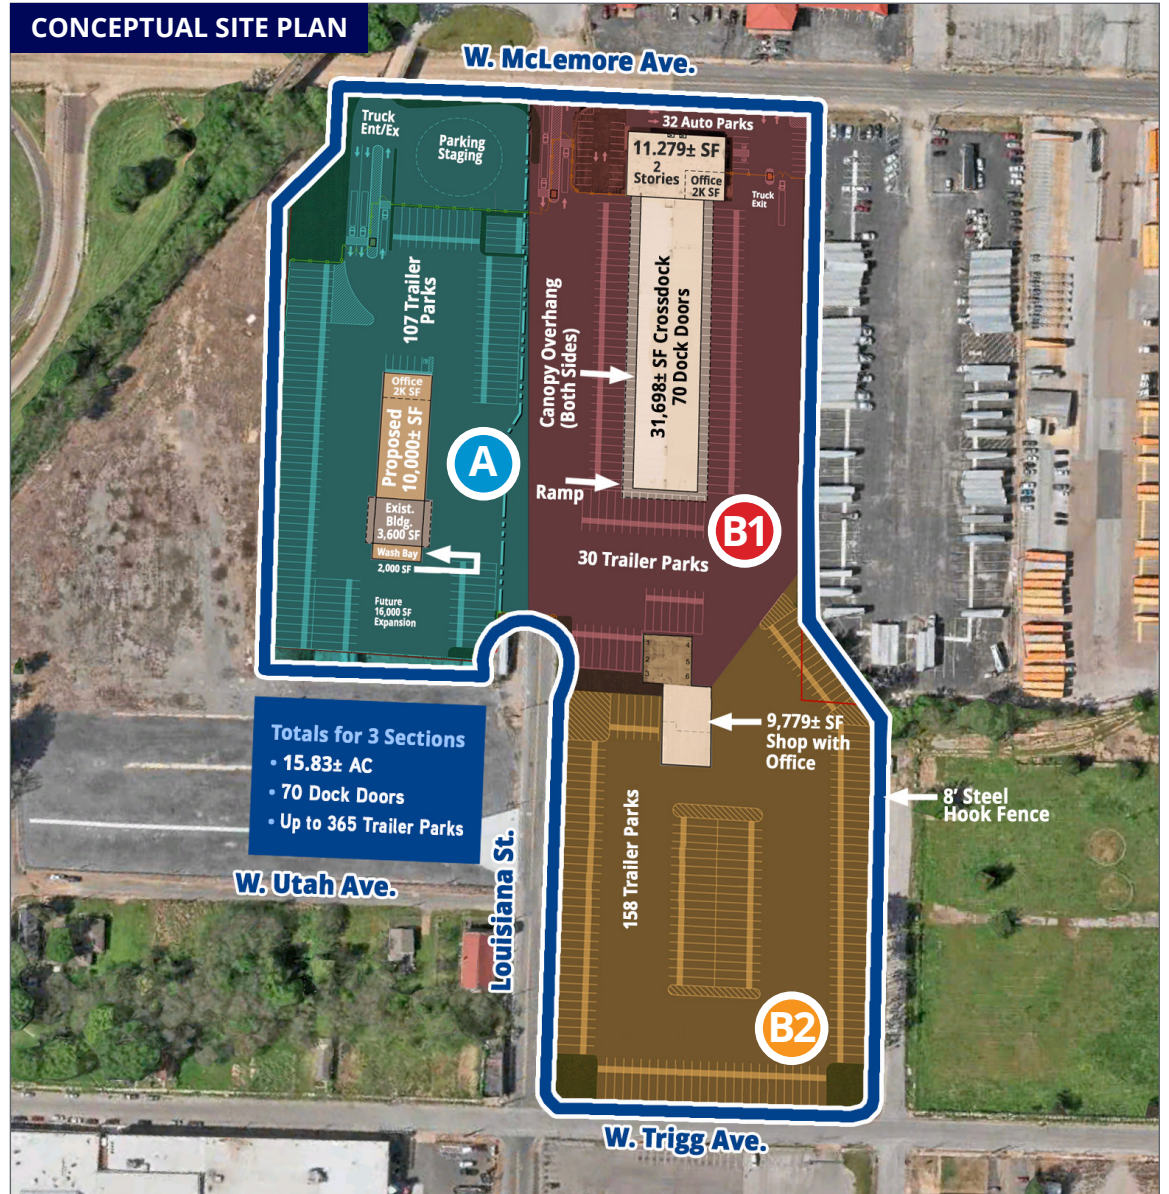 CONCEPTUAL SITE PLAN
W. McLemore Ave.
Truck
Ent/Ex
Parking
Staging
32 Auto Parks
11.279± SF
2
Stories
Office
2K SF
Truck
Exit
107 Trailer
Parks
Canopy Overhang
(Both Sides)
31,698± SF Crossdock
70 Dock Doors
Office
2K SF
Proposed
10,000± SF
A
Ramp
Exist.
Bldg.
3,600 SF
B1
Wash Bay
2,000 SF
30 Trailer Parks
Future
16,000 SF
Expansion
Totals for 3 Sections
• 15.83± AC
• 70 Dock Doors
• Up to 365 Trailer Parks
9,779± SF
Shop with
Office
8' Steel
Hook Fence
158 Trailer Parks
W. Utah Ave.
Louisiana St.
B2
W. Trigg Ave.